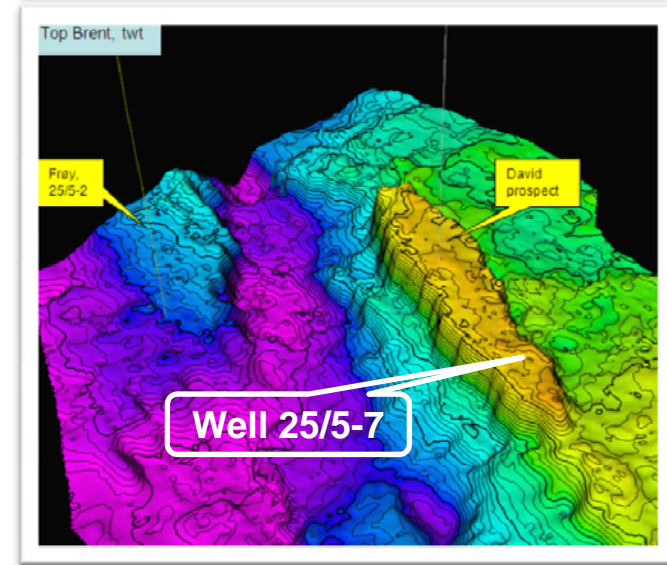 Top Brent, twt
Frøy,
25/5-2
David
prospect
Well 25/5-7